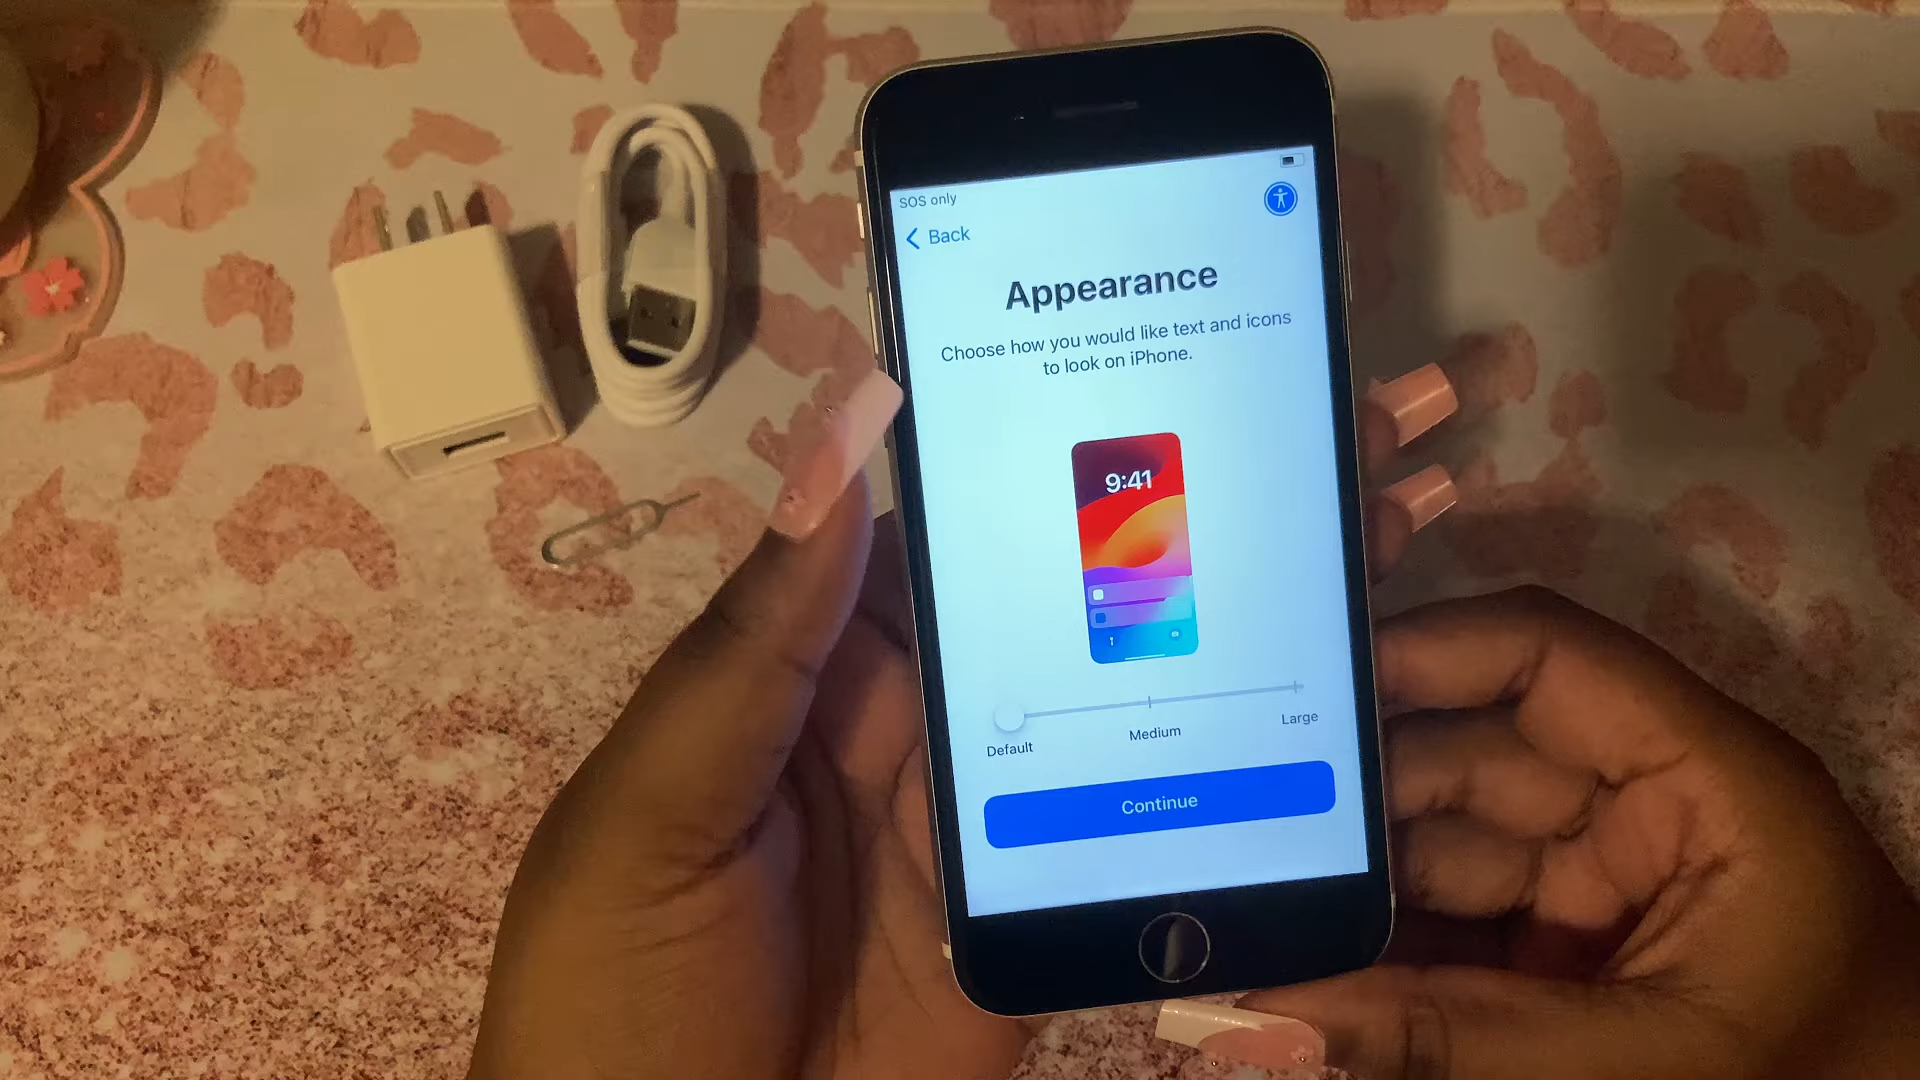 SOS only
Back
Appearance
Choose how you would like text and icons
to look on iPhone.
9:41
Default
Medium
Large
Continue